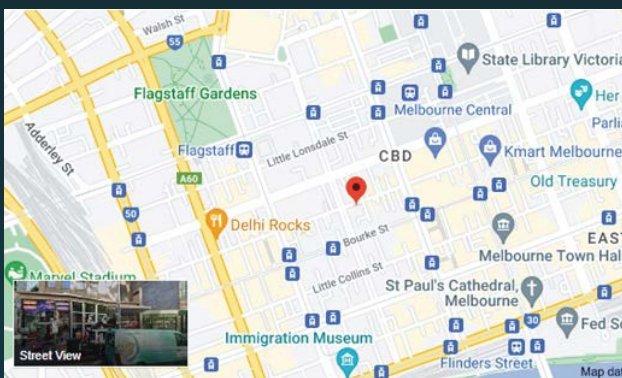 Walsh St
55
State Library Victoria
Flagstaff Gardens
Her
Melbourne Central
Parli
Adderley St
Flagstaff
Little Lonsdale St
CBD
Kmart Melbourne
A60
Old Treasury
50
Delhi Rocks
Bourke St
EAST
Melbourne Town Hall
Marvel Stadium
Little Collins St
St Paul's Cathedral,
Melbourne
30
Fed S
Immigration Museum
Street View
Flinders Street
Map dat